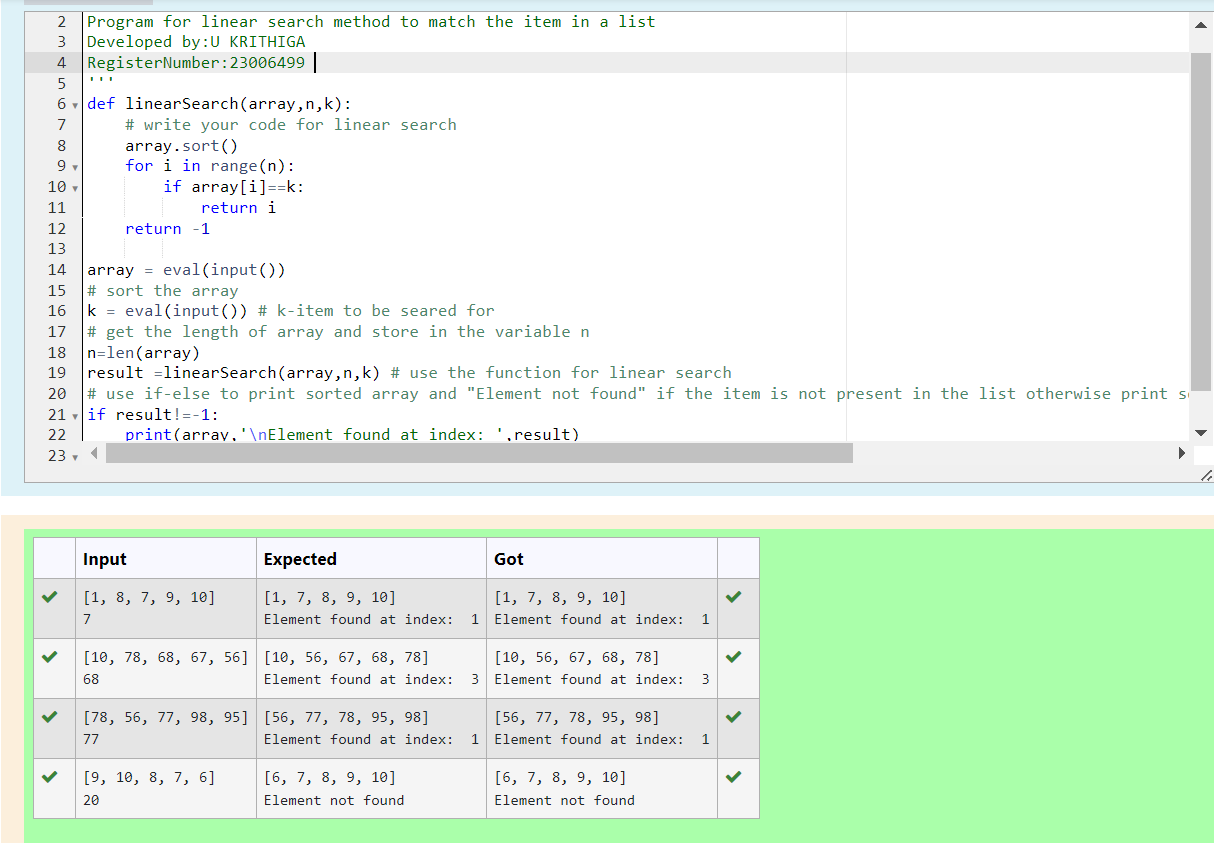 2 Program for linear search method to match the item in a list
3 Developed by:U KRITHIGA
4 RegisterNumber:23006499
5 '''
6 def linearSearch(array,n,k):
7     # write your code for linear search
8     array.sort()
9     for i in range(n):
10         if array[i]==k:
11             return i
12     return -1
13
14 array = eval(input())
15 # sort the array
16 k = eval(input()) # k-item to be seared for
17 # get the length of array and store in the variable n
18 n=len(array)
19 result =linearSearch(array,n,k) # use the function for linear search
20 # use if-else to print sorted array and "Element not found" if the item is not present in the list otherwise print
21 if result!=-1:
22     print(array,'\nElement found at index: ',result)
23
Input Expected Got
[1, 8, 7, 9, 10] [1, 7, 8, 9, 10] [1, 7, 8, 9, 10]
7 Element found at index:  1 Element found at index:  1
[10, 78, 68, 67, 56] [10, 56, 67, 68, 78] [10, 56, 67, 68, 78]
68 Element found at index:  3 Element found at index:  3
[78, 56, 77, 98, 95] [56, 77, 78, 95, 98] [56, 77, 78, 95, 98]
77 Element found at index:  1 Element found at index:  1
[9, 10, 8, 7, 6] [6, 7, 8, 9, 10] [6, 7, 8, 9, 10]
20 Element not found Element not found